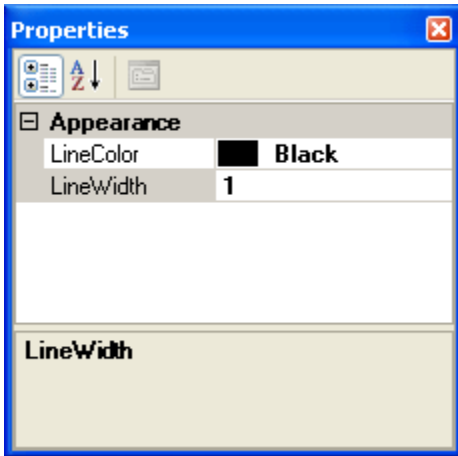 Properties
A
Z
Appearance
LineColor Black
LineWidth 1
LineWidth